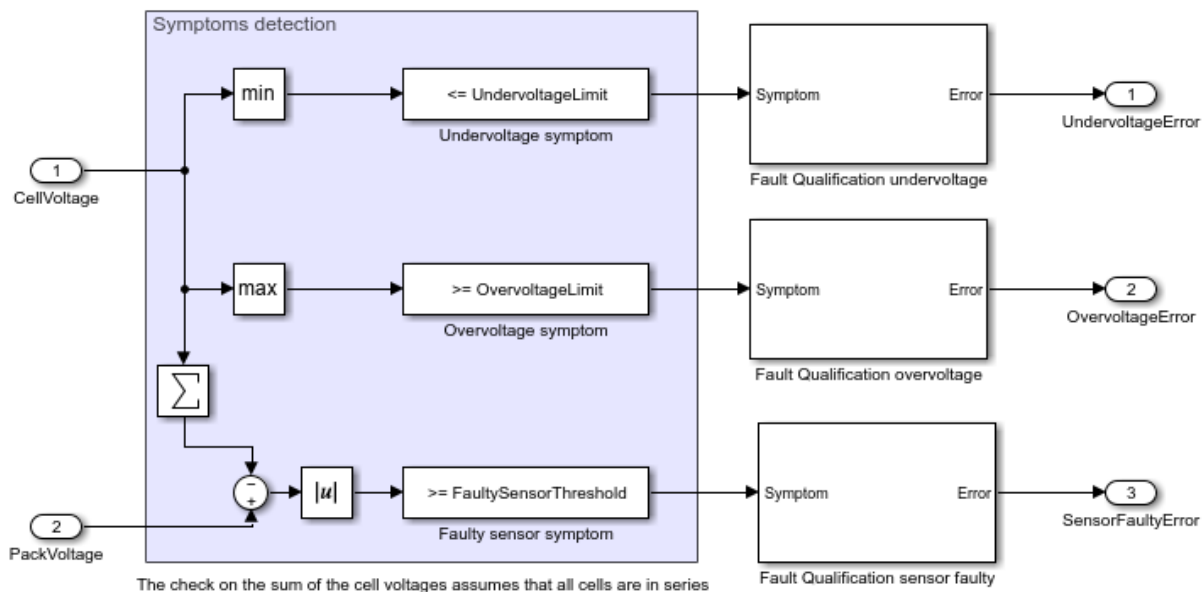 Symptoms detection
min
<= UndervoltageLimit
Undervoltage symptom
Symptom
Error
Fault Qualification undervoltage
1
UndervoltageError
1
CellVoltage
max
>= OvervoltageLimit
Overvoltage symptom
Symptom
Error
Fault Qualification overvoltage
2
OvervoltageError
∑
−
+
|u|
>= FaultySensorThreshold
Faulty sensor symptom
Symptom
Error
Fault Qualification sensor faulty
3
SensorFaultyError
2
PackVoltage
The check on the sum of the cell voltages assumes that all cells are in series